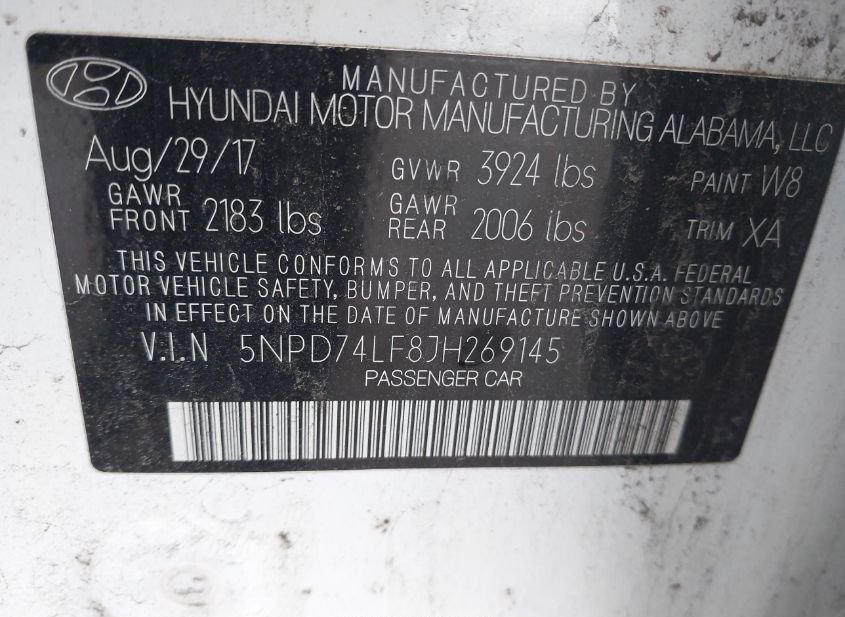 MANUFACTURED BY
HYUNDAI MOTOR MANUFACTURING ALABAMA, LLC
Aug/29/17 GVWR 3924 lbs PAINT W8
GAWR FRONT 2183 lbs GAWR REAR 2006 lbs TRIM XA
THIS VEHICLE CONFORMS TO ALL APPLICABLE U.S.A. FEDERAL
MOTOR VEHICLE SAFETY, BUMPER, AND THEFT PREVENTION STANDARDS
IN EFFECT ON THE DATE OF MANUFACTURE SHOWN ABOVE
V.I.N 5NPD74LF8JH269145
PASSENGER CAR